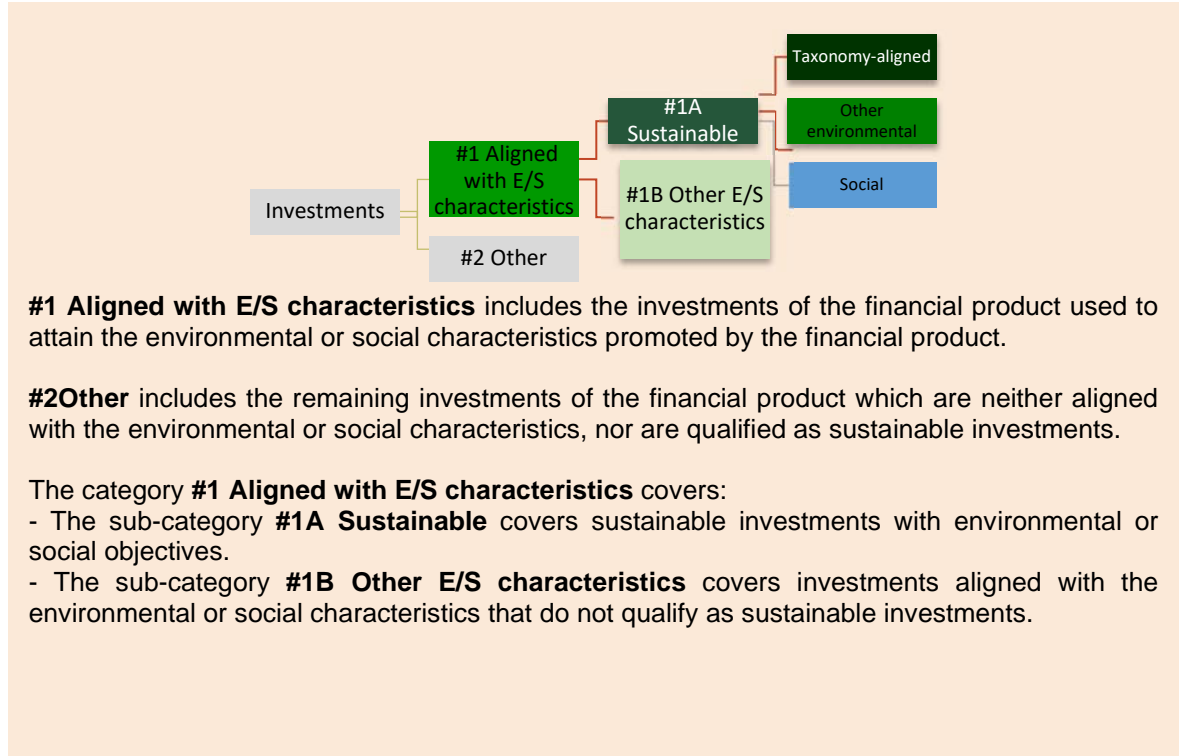 Taxonomy-aligned
#1A
Sustainable
Other
environmental
#1 Aligned
with E/S
characteristics
Social
#1B Other E/S
characteristics
Investments
#2 Other
#1 Aligned with E/S characteristics includes the investments of the financial product used to
attain the environmental or social characteristics promoted by the financial product.
#2Other includes the remaining investments of the financial product which are neither aligned
with the environmental or social characteristics, nor are qualified as sustainable investments.
The category #1 Aligned with E/S characteristics covers:
- The sub-category #1A Sustainable covers sustainable investments with environmental or
social objectives.
- The sub-category #1B Other E/S characteristics covers investments aligned with the
environmental or social characteristics that do not qualify as sustainable investments.